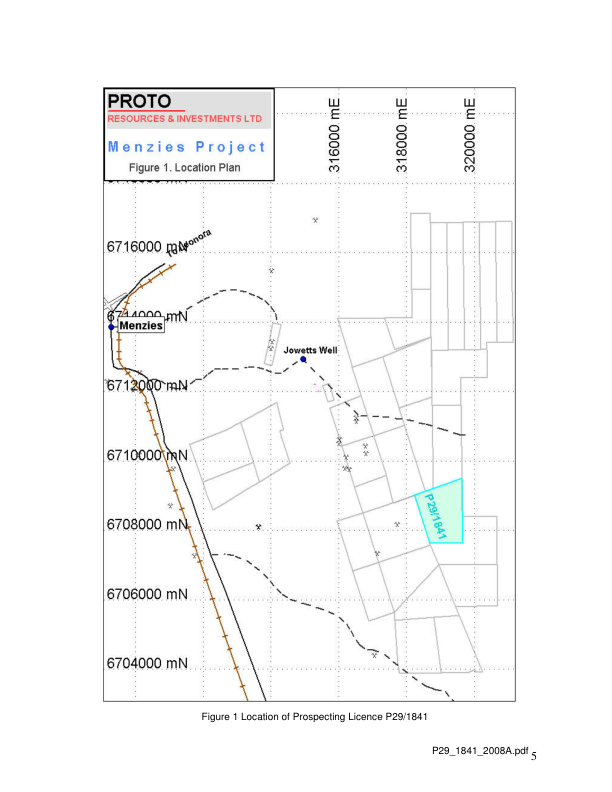 PROTO
RESOURCES & INVESTMENTS LTD
Menzies Project
Figure 1. Location Plan
316000 mE
318000 mE
320000 mE
6716000 mN
To Leonora
6714000 mN
Menzies
Jowetts Well
6712000 mN
6710000 mN
P29/1841
6708000 mN
6706000 mN
6704000 mN
Figure 1 Location of Prospecting Licence P29/1841
P29_1841_2008A.pdf 5